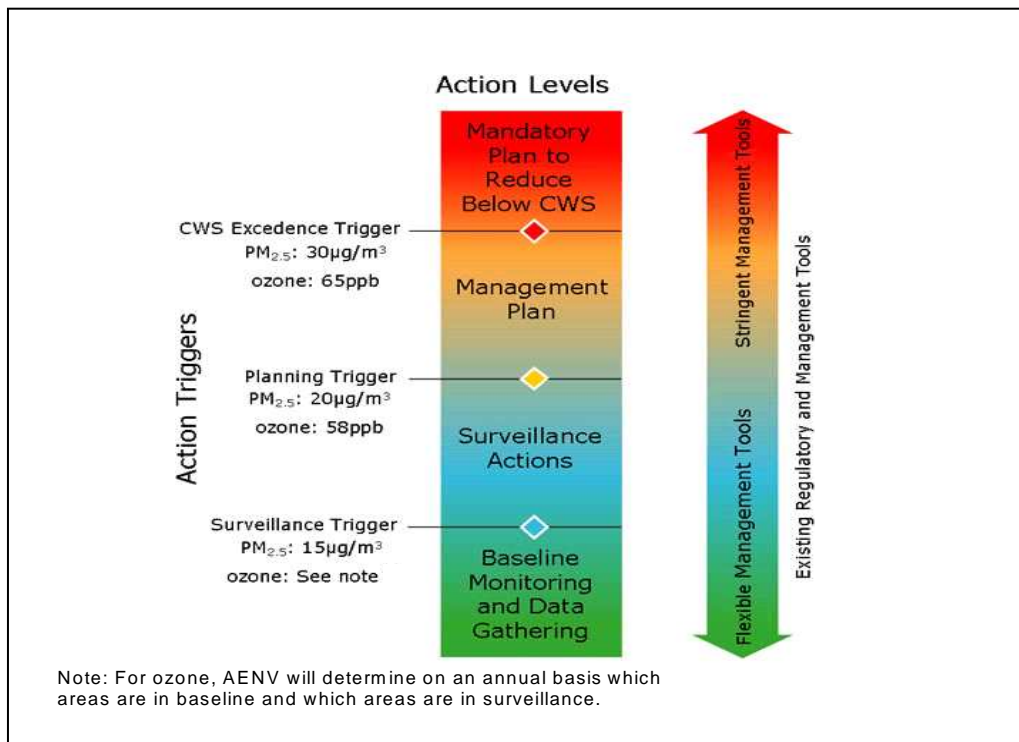 Action Levels
Mandatory
Plan to
Reduce
Below CWS
CWS Excedence Trigger
PM2.5: 30µg/m³
ozone: 65ppb
Management
Plan
Planning Trigger
PM2.5: 20µg/m³
ozone: 58ppb
Surveillance
Actions
Surveillance Trigger
PM2.5: 15µg/m³
ozone: See note
Baseline
Monitoring
and Data
Gathering
Action Triggers
Stringent Management Tools
Flexible Management Tools
Existing Regulatory and Management Tools
Note: For ozone, AENV will determine on an annual basis which
areas are in baseline and which areas are in surveillance.